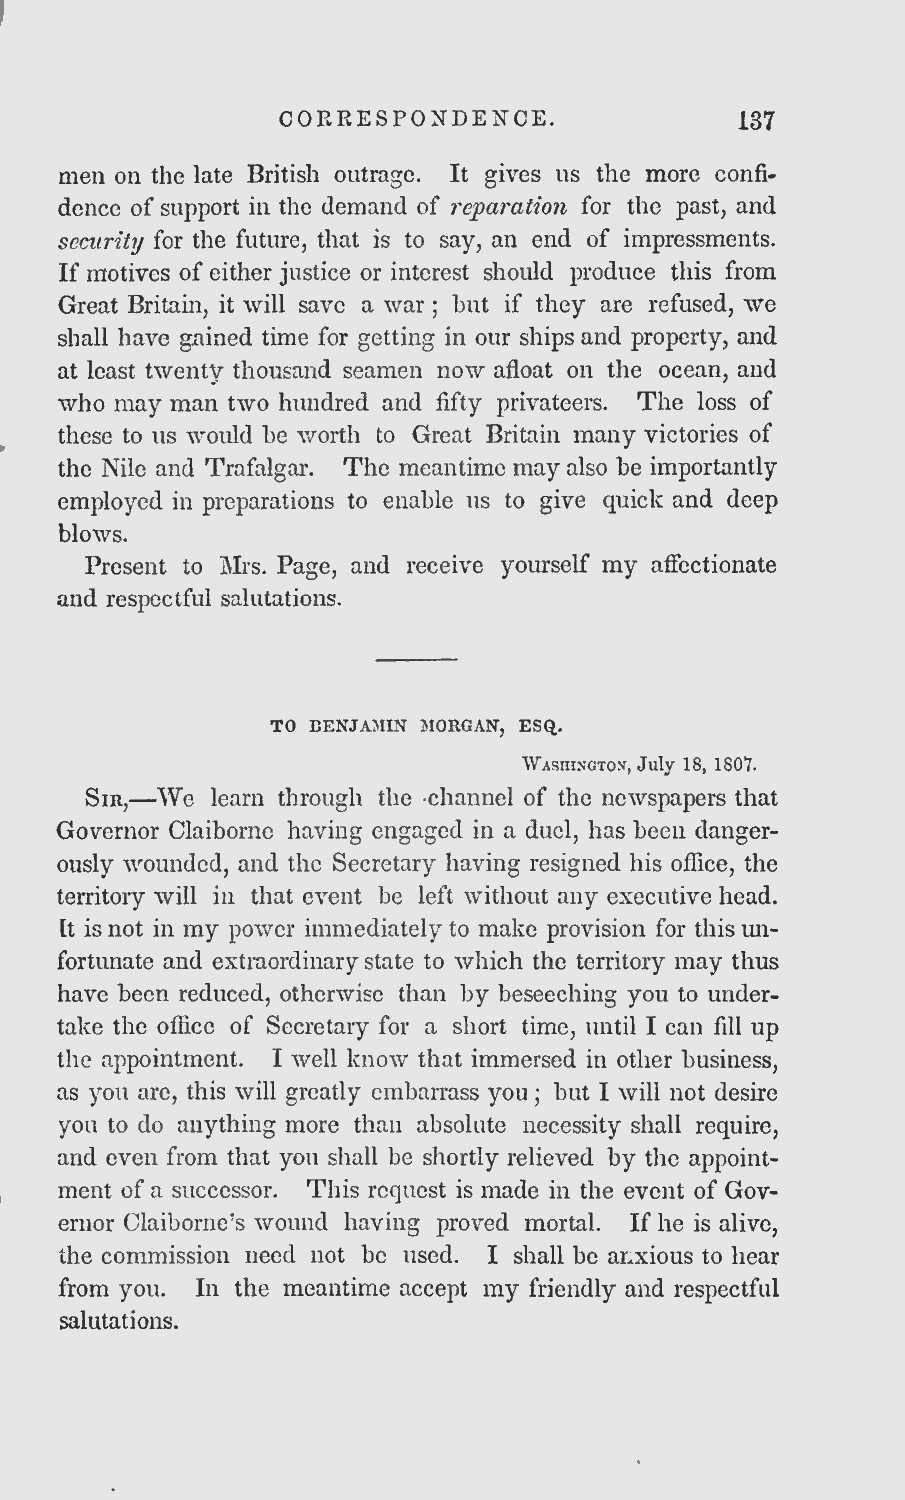 CORRESPONDENCE. 137
men on the late British outrage. It gives us the more confi-
dence of support in the demand of reparation for the past, and
security for the future, that is to say, an end of impressments.
If motives of either justice or interest should produce this from
Great Britain, it will save a war ; but if they are refused, we
shall have gained time for getting in our ships and property, and
at least twenty thousand seamen now afloat on the ocean, and
who may man two hundred and fifty privateers. The loss of
these to us would be worth to Great Britain many victories of
the Nile and Trafalgar. The meantime may also be importantly
employed in preparations to enable us to give quick and deep
blows.
Present to Mrs. Page, and receive yourself my affectionate
and respectful salutations.
TO BENJAMIN MORGAN, ESQ.
WASHINGTON, July 18, 1807.
SIR,—We learn through the channel of the newspapers that
Governor Claiborne having engaged in a duel, has been danger-
ously wounded, and the Secretary having resigned his office, the
territory will in that event be left without any executive head.
It is not in my power immediately to make provision for this un-
fortunate and extraordinary state to which the territory may thus
have been reduced, otherwise than by beseeching you to under-
take the office of Secretary for a short time, until I can fill up
the appointment. I well know that immersed in other business,
as you are, this will greatly embarrass you ; but I will not desire
you to do anything more than absolute necessity shall require,
and even from that you shall be shortly relieved by the appoint-
ment of a successor. This request is made in the event of Gov-
ernor Claiborne's wound having proved mortal. If he is alive,
the commission need not be used. I shall be anxious to hear
from you. In the meantime accept my friendly and respectful
salutations.